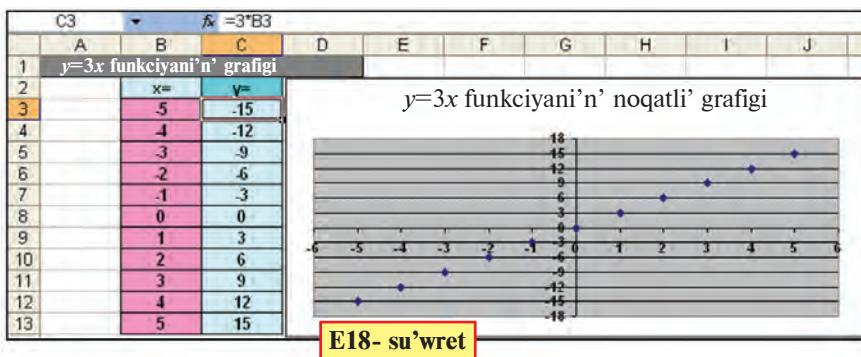 C3 fx =3*B3
A B C D E F G H I J
1 y=3x funkciyani’n’ grafigi
2 x= y=
3 -5 -15
4 -4 -12
5 -3 -9
6 -2 -6
7 -1 -3
8 0 0
9 1 3
10 2 6
11 3 9
12 4 12
13 5 15
y=3x funkciyani’n’ noqatli’ grafigi
18
15
12
9
6
3
0
-6 -5 -4 -3 -2 -1 0 1 2 3 4 5 6
-3
-6
-9
-12
-15
-18
E18- su’wret